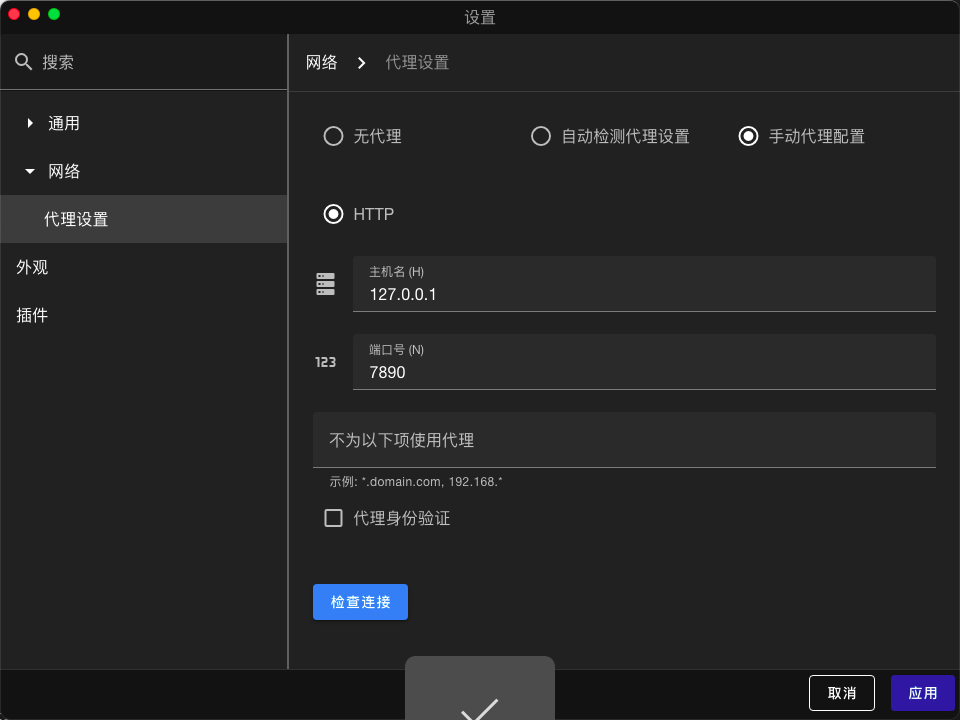 设置
搜索
通用
网络
代理设置
外观
插件
网络 代理设置
无代理 自动检测代理设置 手动代理配置
HTTP
主机名 (H)
127.0.0.1
123
端口号 (N)
7890
不为以下项使用代理
示例: *.domain.com, 192.168.*
代理身份验证
检查连接
取消 应用